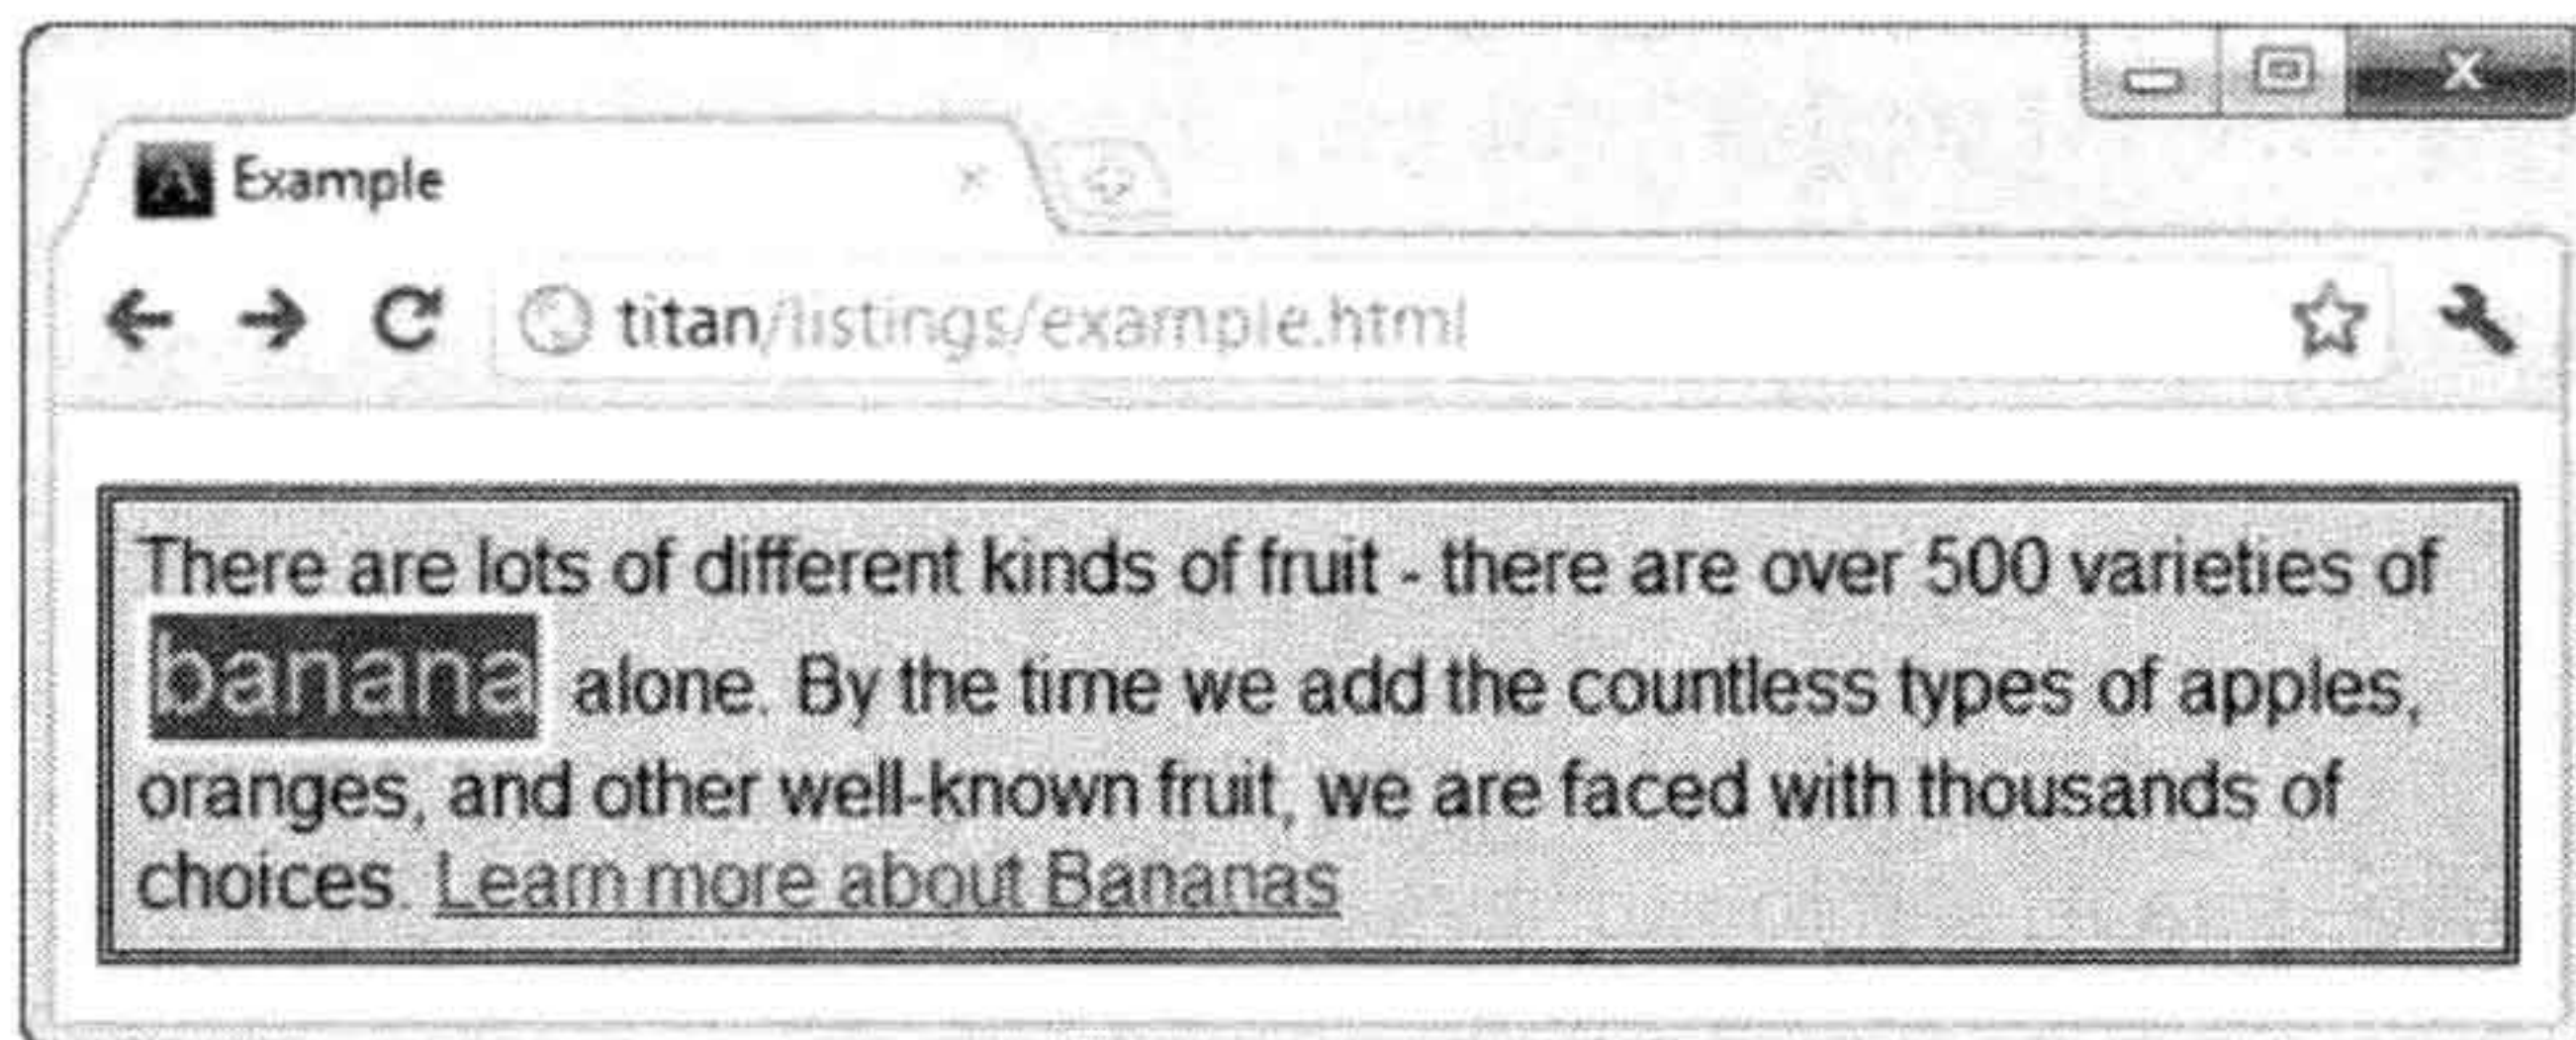 Example
titan/listings/example.html
There are lots of different kinds of fruit - there are over 500 varieties of
banana alone. By the time we add the countless types of apples,
oranges, and other well-known fruit, we are faced with thousands of
choices. Learn more about Bananas